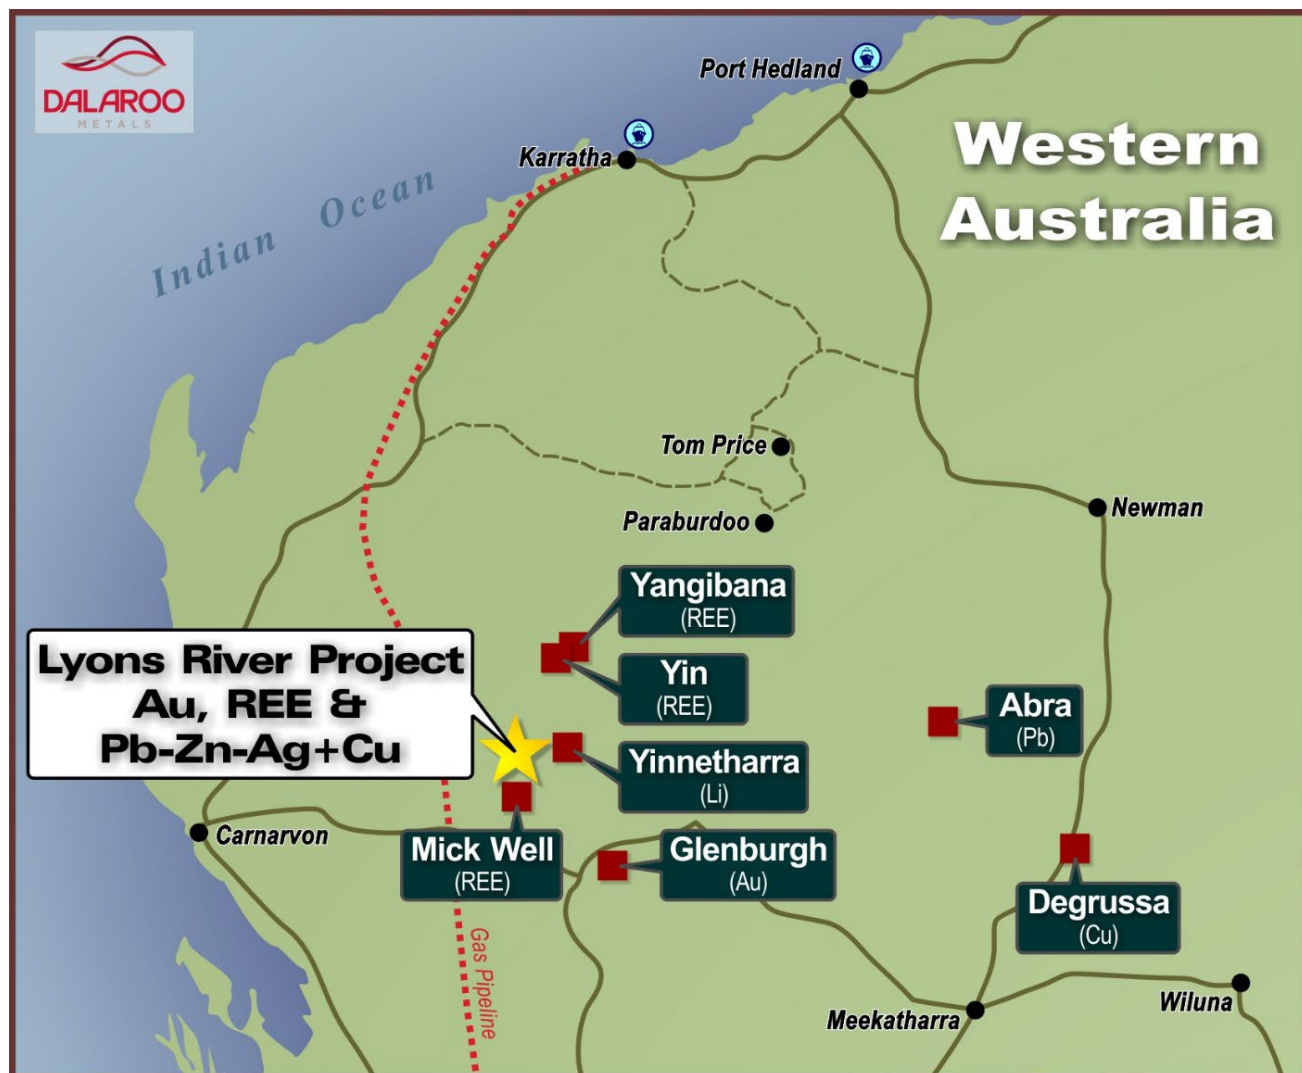 DALAROO
METALS
Port Hedland
Karratha
Western
Australia
Indian Ocean
Tom Price
Paraburdoo
Newman
Yangibana
(REE)
Yin
(REE)
Lyons River Project
Au, REE &
Pb-Zn-Ag+Cu
Abra
(Pb)
Yinnetharra
(Li)
Carnarvon
Mick Well
(REE)
Glenburgh
(Au)
Degrussa
(Cu)
Gas Pipeline
Meekatharra
Wiluna